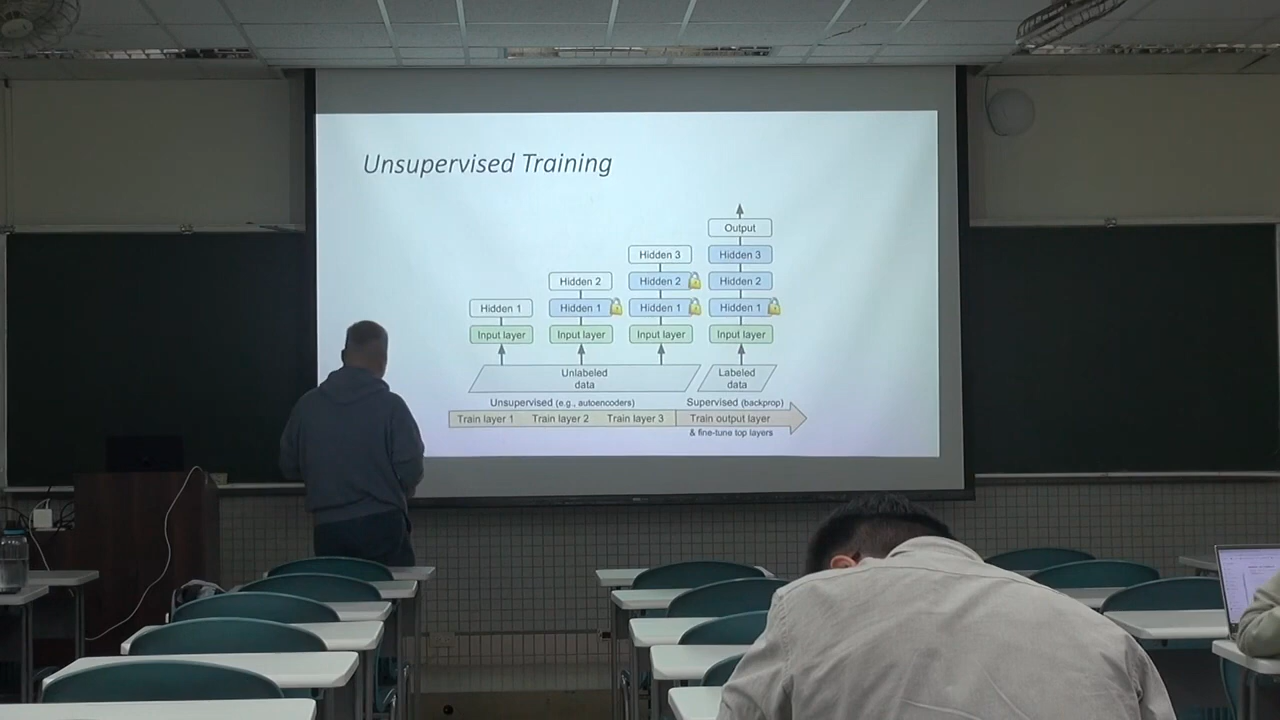 Unsupervised Training
Output
Hidden 3
Hidden 3
Hidden 2
Hidden 2
Hidden 2
Hidden 1
Hidden 1
Hidden 1
Hidden 1
Input layer
Input layer
Input layer
Input layer
Unlabeled
data
Labeled
data
Unsupervised (e.g., autoencoders)
Supervised (backprop)
Train layer 1
Train layer 2
Train layer 3
Train output layer
& fine-tune top layers